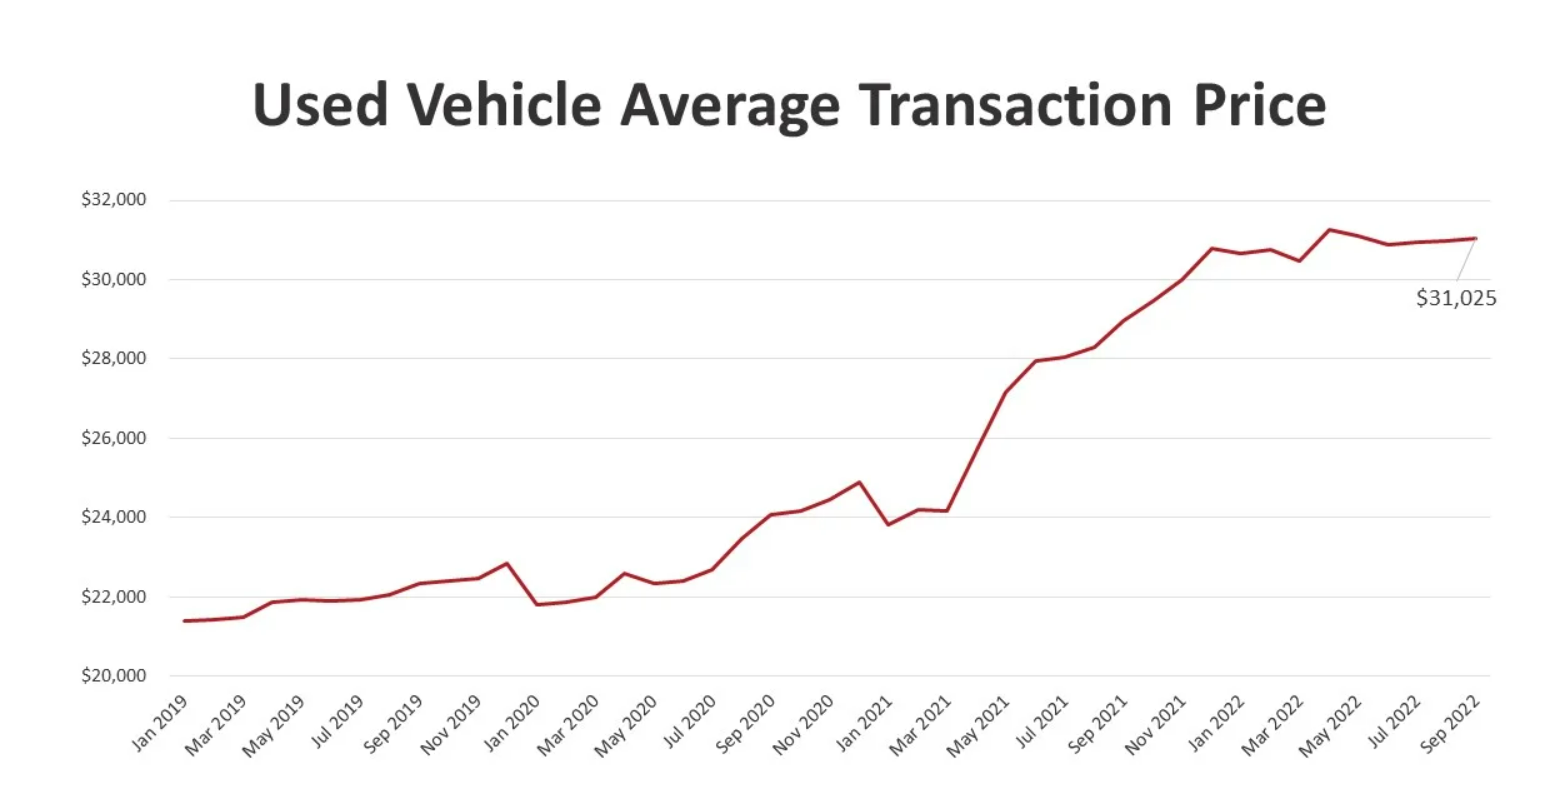 Used Vehicle Average Transaction Price
$32,000
$30,000
$31,025
$28,000
$26,000
$24,000
$22,000
$20,000
Jan 2019
Mar 2019
May 2019
Jul 2019
Sep 2019
Nov 2019
Jan 2020
Mar 2020
May 2020
Jul 2020
Sep 2020
Nov 2020
Jan 2021
Mar 2021
May 2021
Jul 2021
Sep 2021
Nov 2021
Jan 2022
Mar 2022
May 2022
Jul 2022
Sep 2022